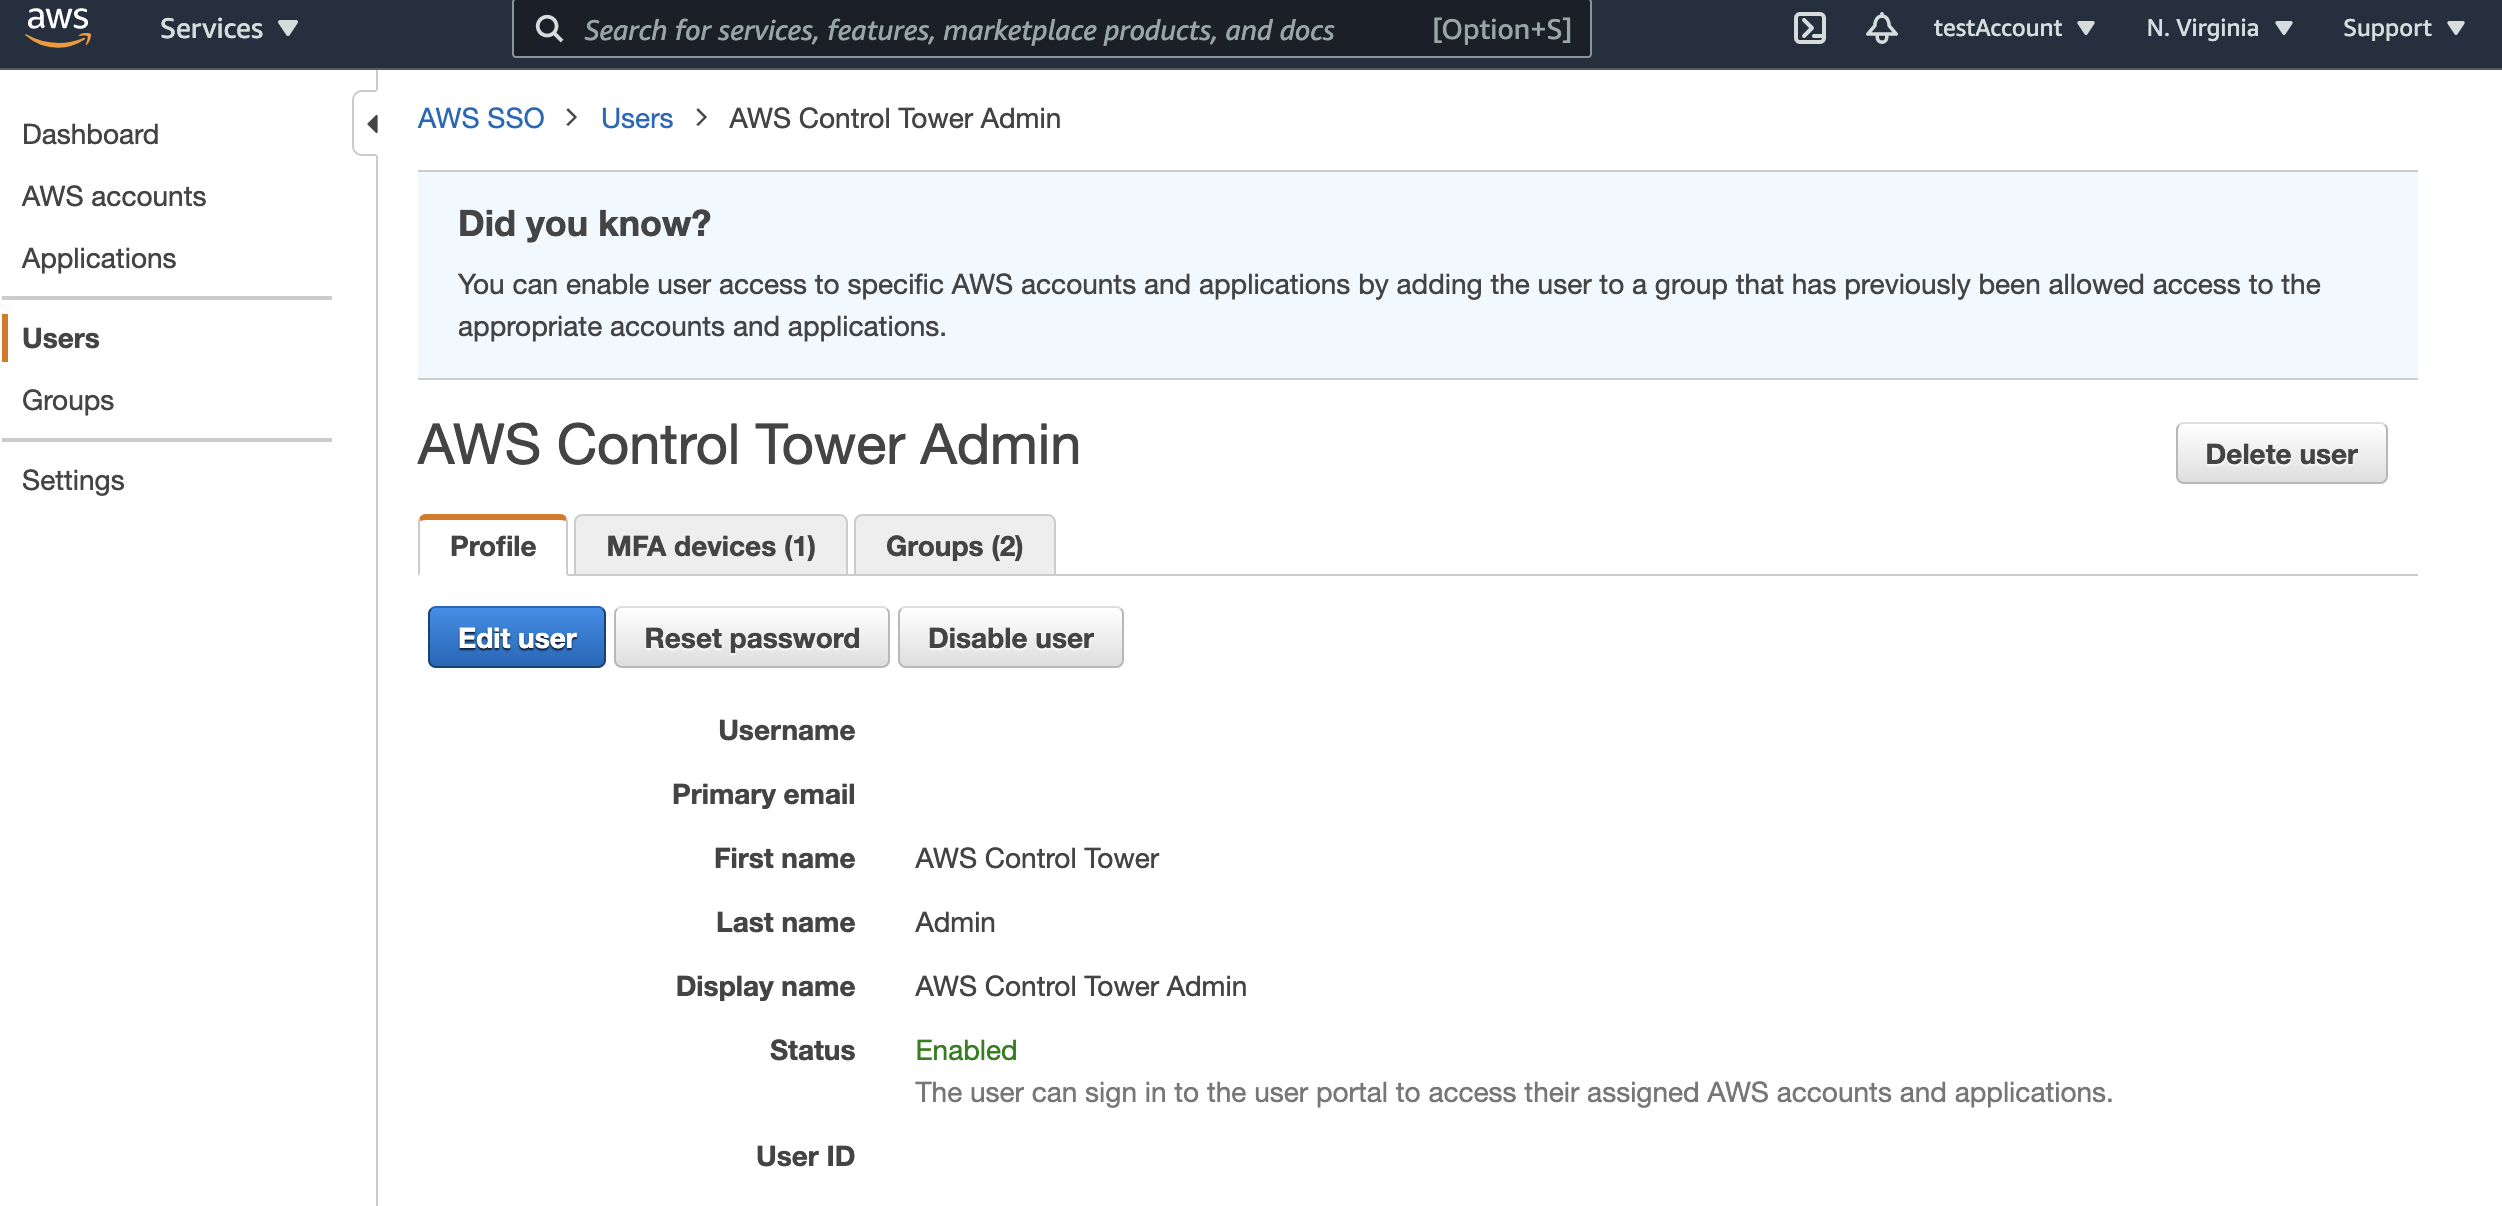 aws
Services
Search for services, features, marketplace products, and docs
[Option+S]
testAccount
N. Virginia
Support
Dashboard
AWS accounts
Applications
Users
Groups
Settings
AWS SSO > Users > AWS Control Tower Admin
Did you know?
You can enable user access to specific AWS accounts and applications by adding the user to a group that has previously been allowed access to the
appropriate accounts and applications.
AWS Control Tower Admin
Delete user
Profile
MFA devices (1)
Groups (2)
Edit user
Reset password
Disable user
Username
Primary email
First name AWS Control Tower
Last name Admin
Display name AWS Control Tower Admin
Status Enabled
The user can sign in to the user portal to access their assigned AWS accounts and applications.
User ID